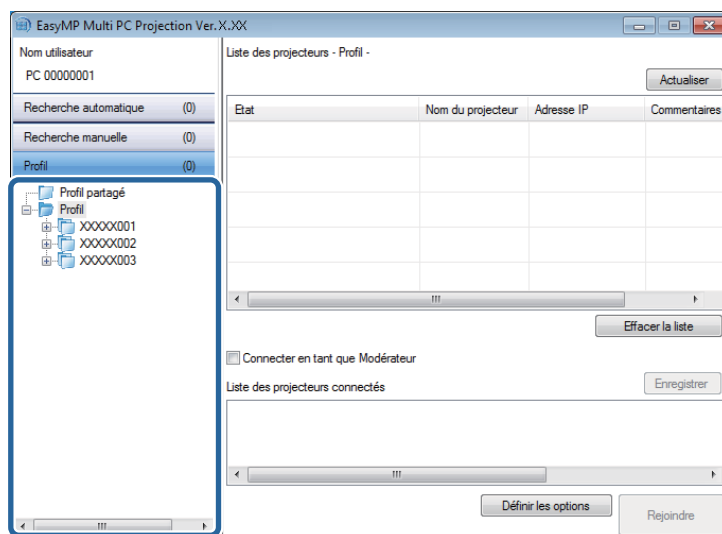 EasyMP Multi PC Projection Ver.X.XX
Nom utilisateur
PC 00000001
Recherche automatique (0)
Recherche manuelle (0)
Profil (0)
Profil partagé
Profil
XXXXX001
XXXXX002
XXXXX003
Liste des projecteurs - Profil -
Actualiser
Etat Nom du projecteur Adresse IP Commentaires
Effacer la liste
Connecter en tant que Modérateur
Liste des projecteurs connectés Enregistrer
Définir les options Rejoindre